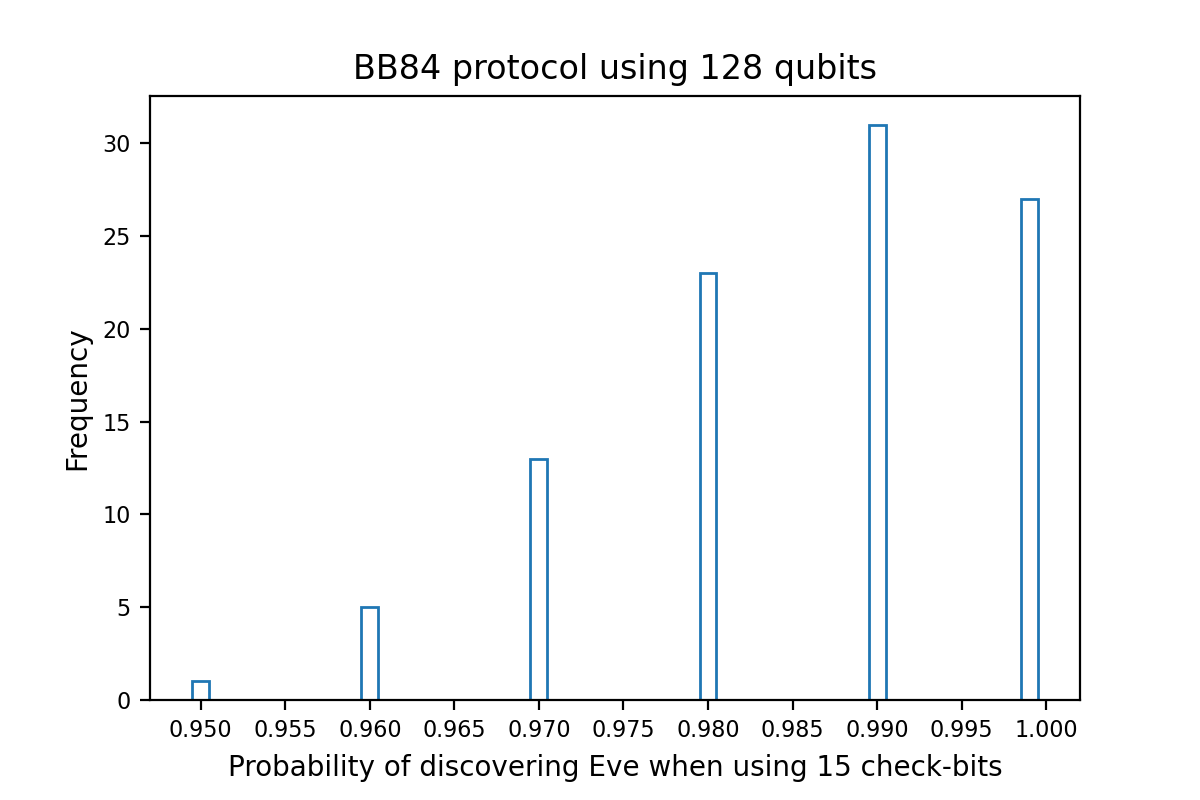 BB84 protocol using 128 qubits
30
25
20
15
10
5
0
Frequency
0.950 0.955 0.960 0.965 0.970 0.975 0.980 0.985 0.990 0.995 1.000
Probability of discovering Eve when using 15 check-bits